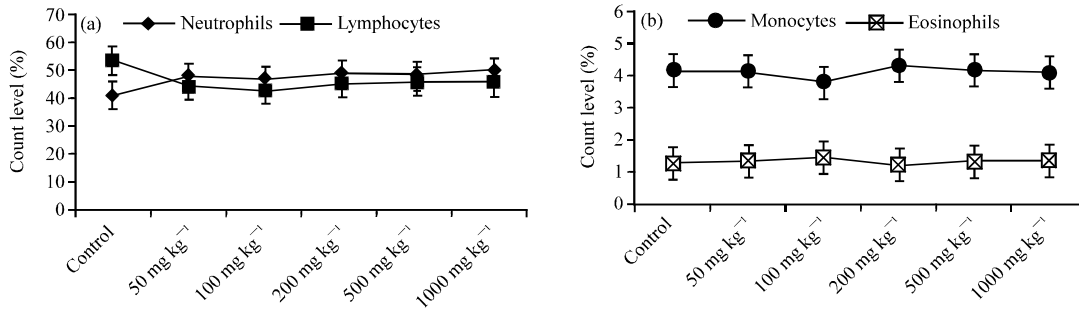 (a)
Neutrophils
Lymphocytes
Count level (%)
70
60
50
40
30
20
10
0
Control
50 mg kg⁻¹
100 mg kg⁻¹
200 mg kg⁻¹
500 mg kg⁻¹
1000 mg kg⁻¹
(b)
Monocytes
Eosinophils
Count level (%)
6
5
4
3
2
1
0
Control
50 mg kg⁻¹
100 mg kg⁻¹
200 mg kg⁻¹
500 mg kg⁻¹
1000 mg kg⁻¹